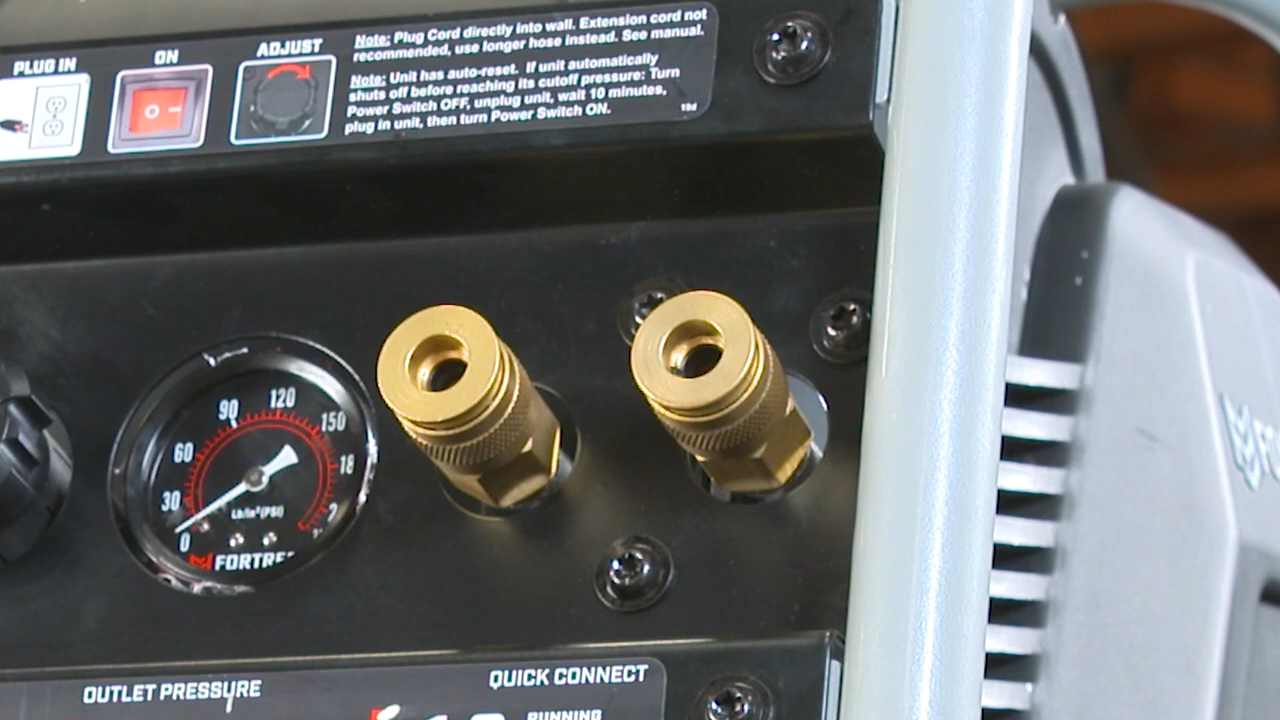 PLUG IN
ON
ADJUST
Note: Plug Cord directly into wall. Extension cord not
recommended, use longer hose instead. See manual.
Note: Unit has auto-reset. If unit automatically
shuts off before reaching its cutoff pressure: Turn
Power Switch OFF, unplug unit, wait 10 minutes,
plug in unit, then turn Power Switch ON.
19d
120
90
150
60
18
30
0
2
Lb/in²(PSI)
FORTRE
OUTLET PRESSURE
QUICK CONNECT
RUNNING